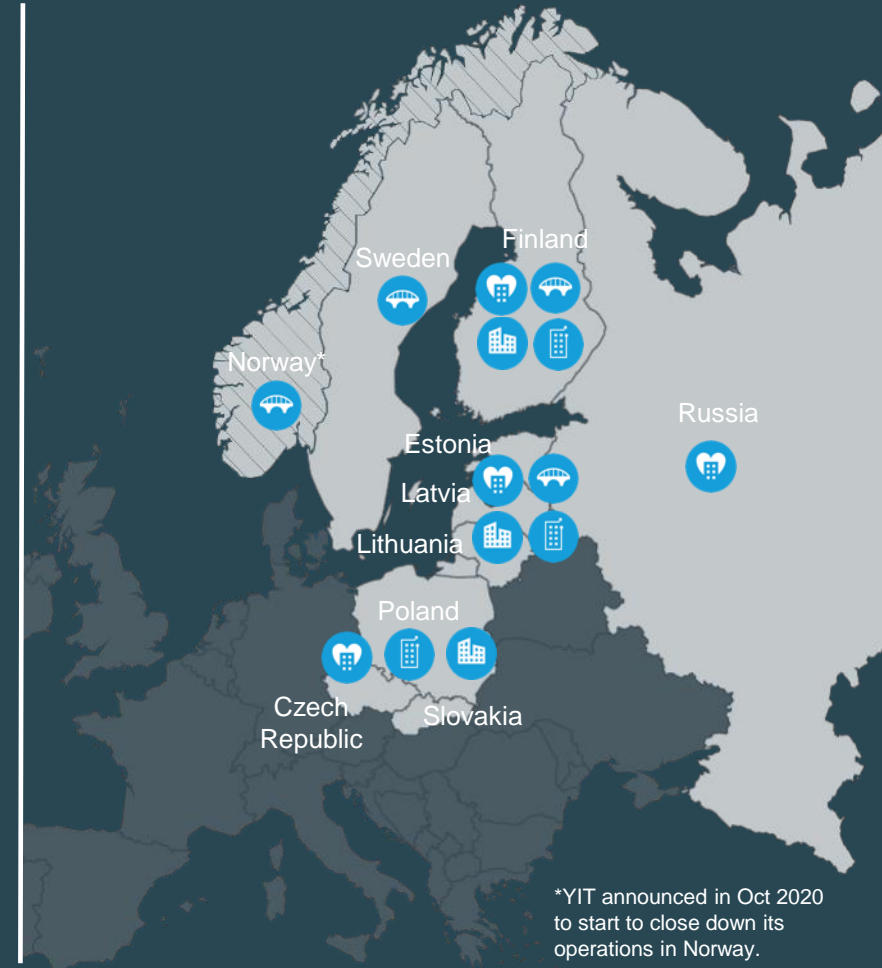 Finland
Sweden
Norway*
Russia
Estonia
Latvia
Lithuania
Poland
Czech
Republic
Slovakia
*YIT announced in Oct 2020
to start to close down its
operations in Norway.